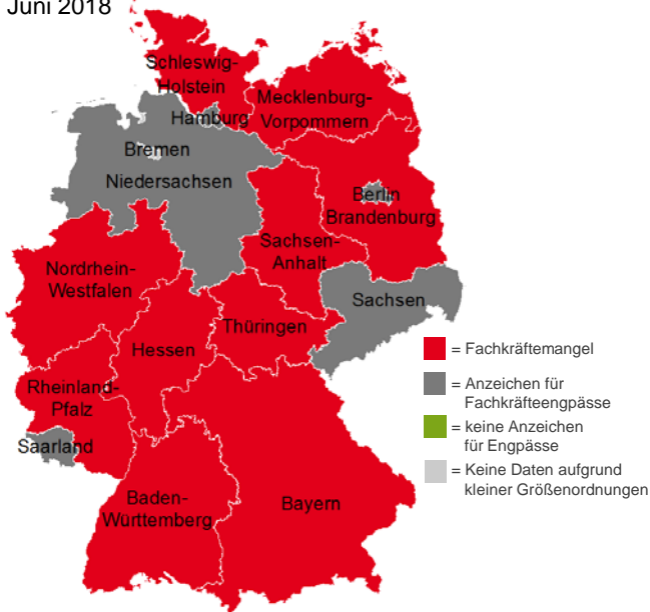 Juni 2018
Schleswig-
Holstein
Mecklenburg-
Vorpommern
Hamburg
Bremen
Niedersachsen
Berlin
Brandenburg
Sachsen-
Anhalt
Nordrhein-
Westfalen
Sachsen
Thüringen
Hessen
Rheinland-
Pfalz
Saarland
Baden-
Württemberg
Bayern
= Fachkräftemangel
= Anzeichen für
Fachkräfteengpässe
= keine Anzeichen
für Engpässe
= Keine Daten aufgrund
kleiner Größenordnungen